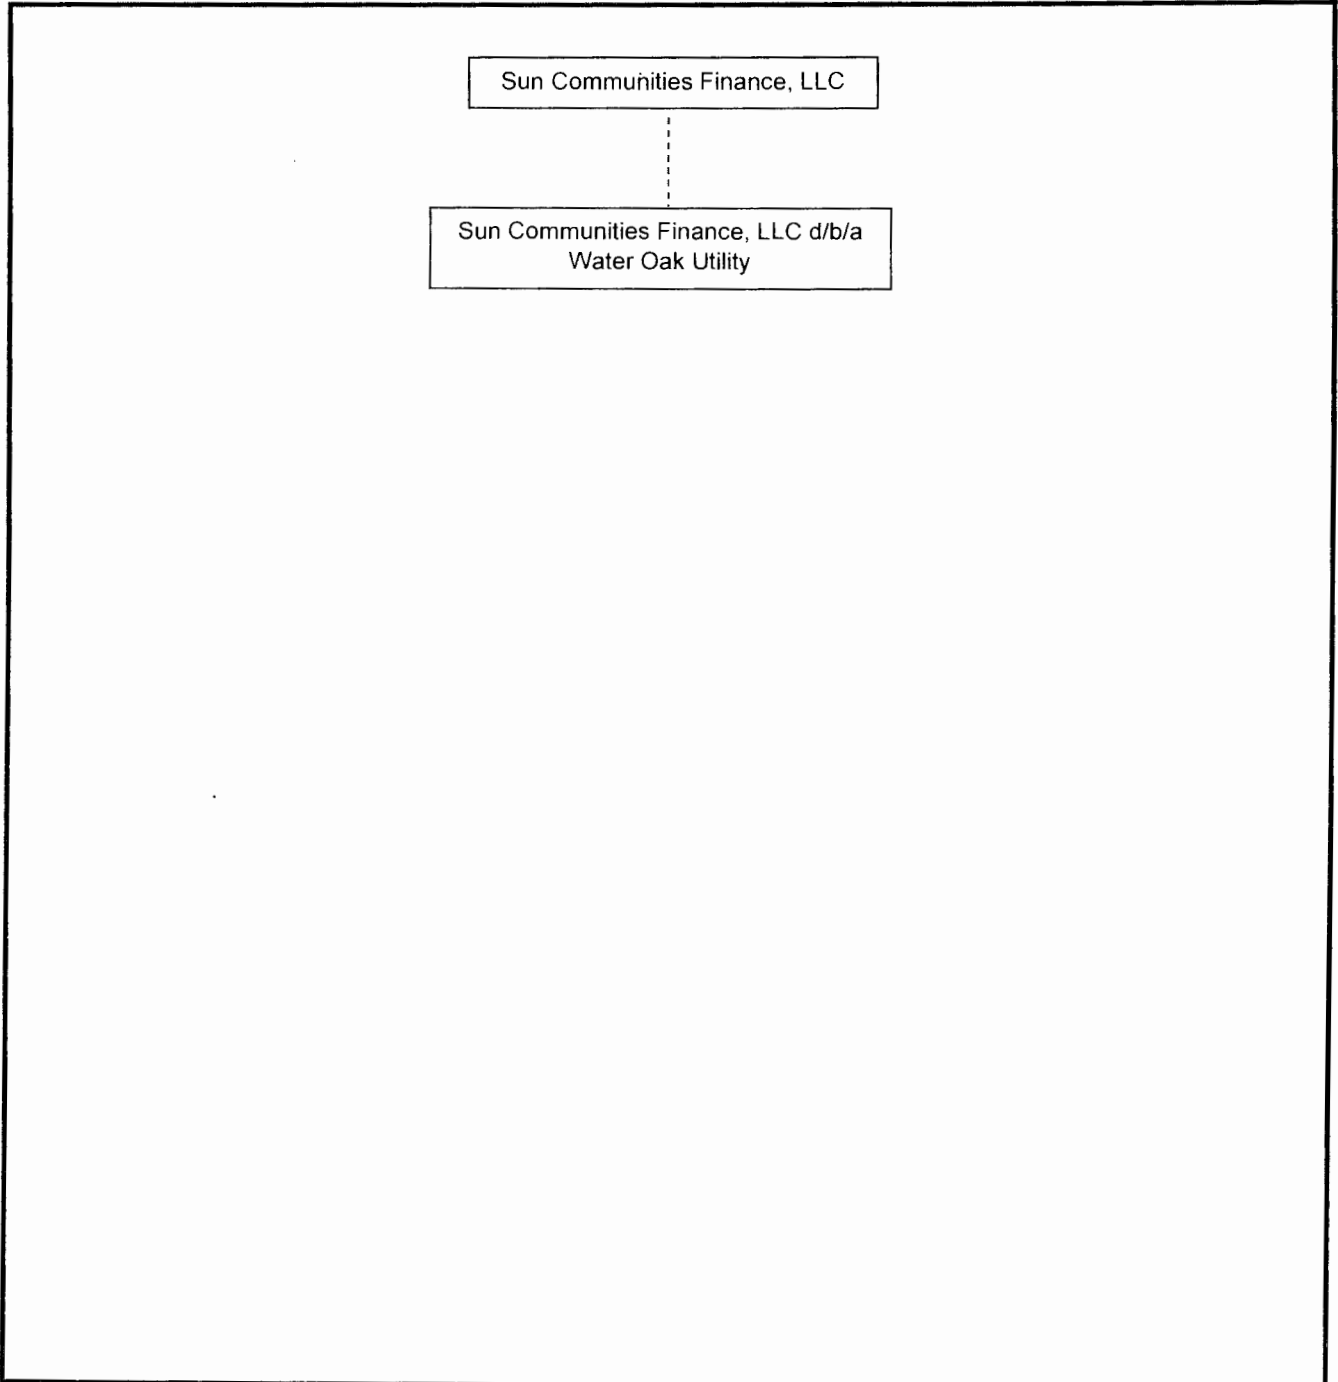 Sun Communities Finance, LLC
Sun Communities Finance, LLC d/b/a
Water Oak Utility